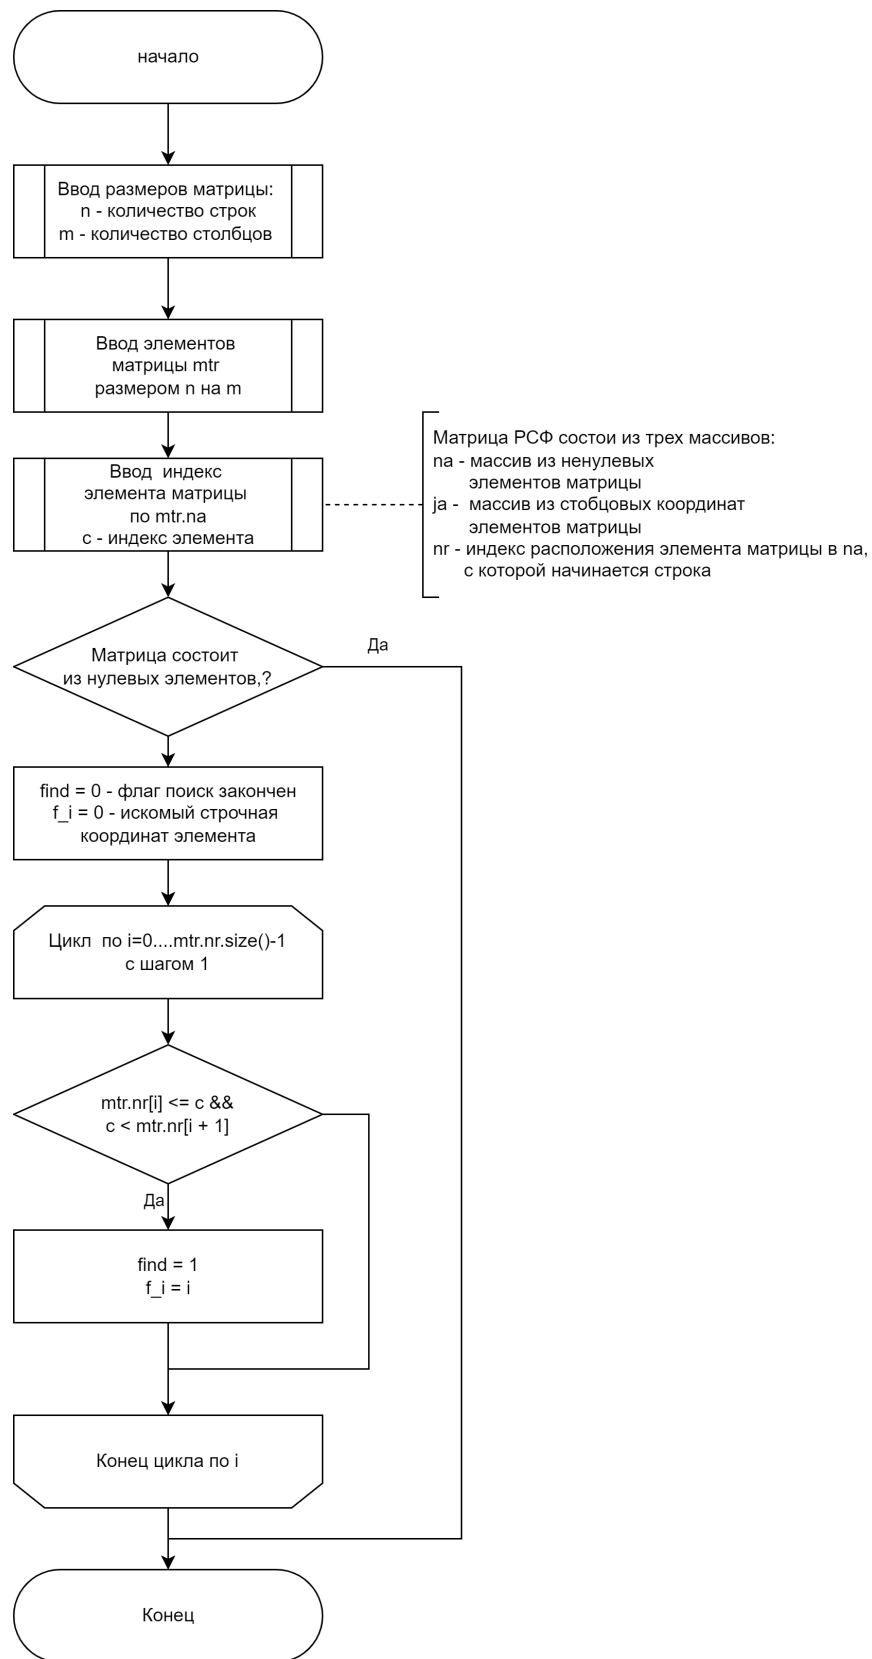 начало
Ввод размеров матрицы:
n - количество строк
m - количество столбцов
Ввод элементов
матрицы mtr
размером n на m
Ввод  индекс
элемента матрицы
по mtr.na
c - индекс элемента
Матрица РСФ состои из трех массивов:
na - массив из ненулевых
элементов матрицы
ja -  массив из стобцовых координат
элементов матрицы
nr - индекс расположения элемента матрицы в na,
с которой начинается строка
Матрица состоит
из нулевых элементов,?
Да
find = 0 - флаг поиск закончен
f_i = 0 - искомый строчная
координат элемента
Цикл  по i=0....mtr.nr.size()-1
с шагом 1
mtr.nr[i] <= c &&
c < mtr.nr[i + 1]
Да
find = 1
f_i = i
Конец цикла по i
Конец